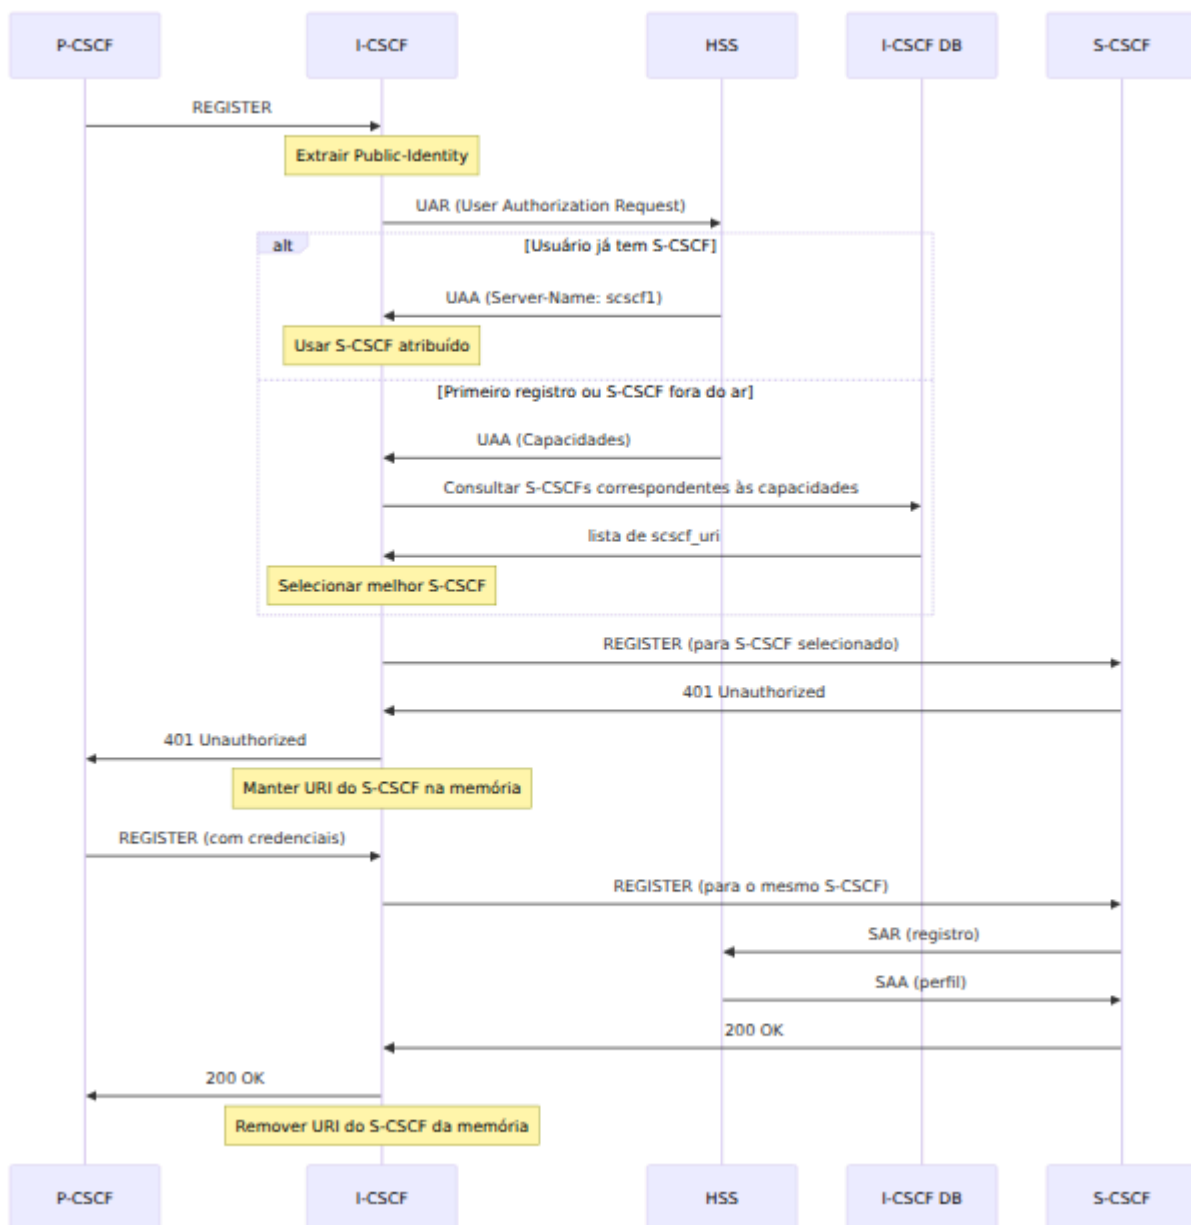 P-CSCF
I-CSCF
HSS
I-CSCF DB
S-CSCF
REGISTER
Extrair Public-Identity
UAR (User Authorization Request)
alt
[Usuário já tem S-CSCF]
UAA (Server-Name: scscf1)
Usar S-CSCF atribuído
[Primeiro registro ou S-CSCF fora do ar]
UAA (Capacidades)
Consultar S-CSCFs correspondentes às capacidades
lista de scscf_uri
Selecionar melhor S-CSCF
REGISTER (para S-CSCF selecionado)
401 Unauthorized
401 Unauthorized
Manter URI do S-CSCF na memória
REGISTER (com credenciais)
REGISTER (para o mesmo S-CSCF)
SAR (registro)
SAA (perfil)
200 OK
200 OK
Remover URI do S-CSCF da memória
P-CSCF
I-CSCF
HSS
I-CSCF DB
S-CSCF